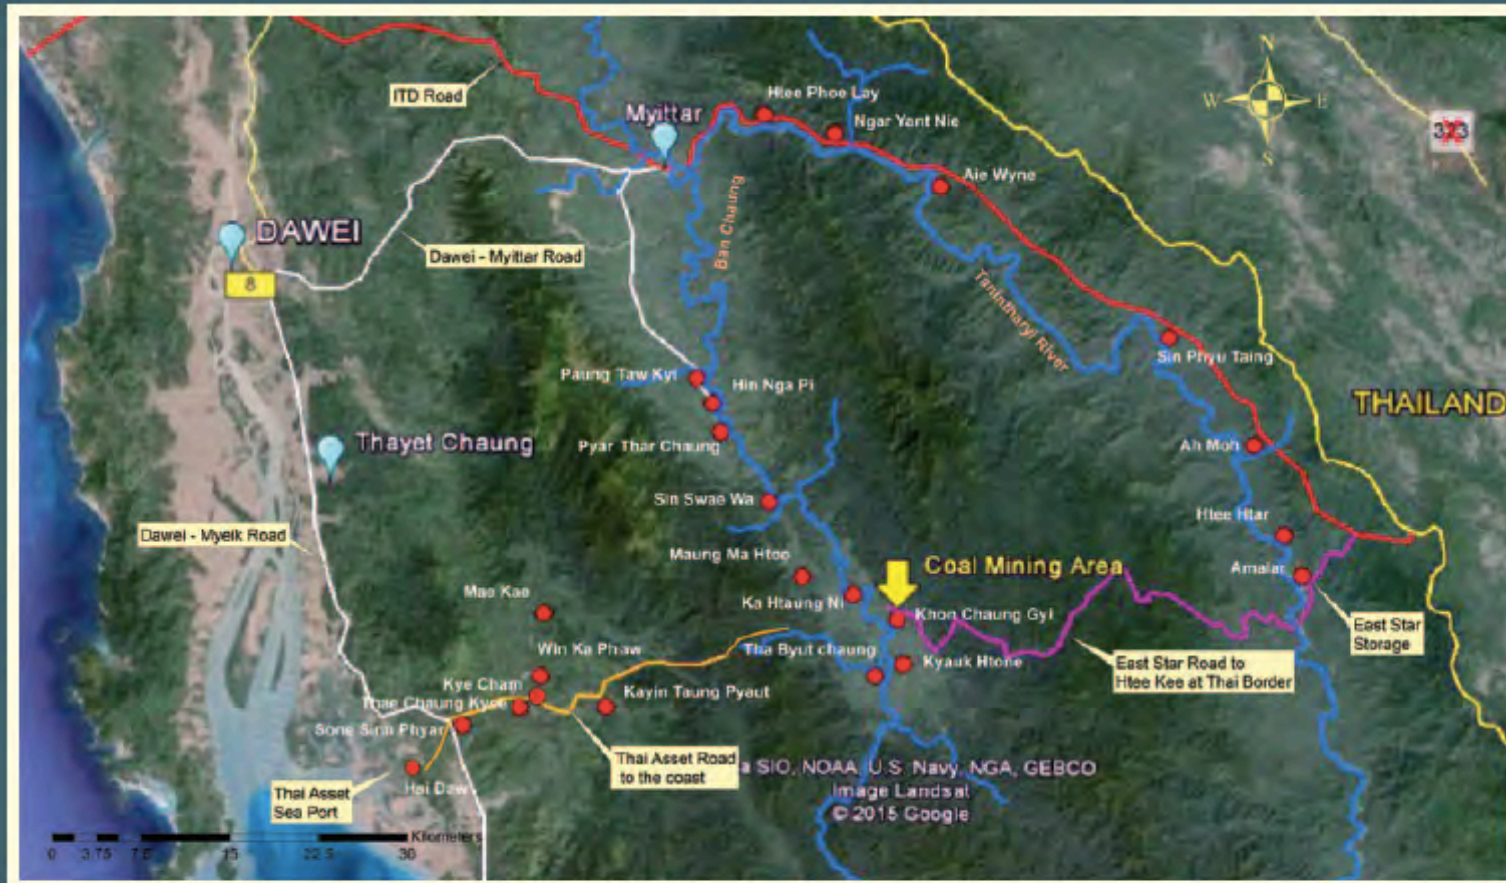 N
W E
S
323
ITD Road
Myittar
Htee Phoe Lay
Ngar Yant Nie
Aie Wyne
DAWEI
8
Dawei - Myittar Road
Ban Chaung
Tanintharyi River
Sin Phyu Taing
THAILAND
Paung Taw Kyi
Hin Nga Pi
Thayet Chaung
Pyar Thar Chaung
Ah Moh
Sin Swae Wa
Htee Htar
Dawei - Myeik Road
Maung Ma Htoo
Coal Mining Area
Amalar
Mae Kae
Ka Htaung Ni
Khon Chaung Gyi
East Star
Storage
Win Ka Phaw
Tha Byut chaung
Kyauk Htone
East Star Road to
Htee Kee at Thai Border
Kye Cham
Kayin Taung Pyaut
Thae Chaung Kyse
Sone Sinn Phyar
Thai Asset Road
to the coast
a SIO, NOAA, U.S. Navy, NGA, GEBCO
Image Landsat
© 2015 Google
Thai Asset
Sea Port
Hai Daw
Kilometers
0 3.75 7.5 15 22.5 30